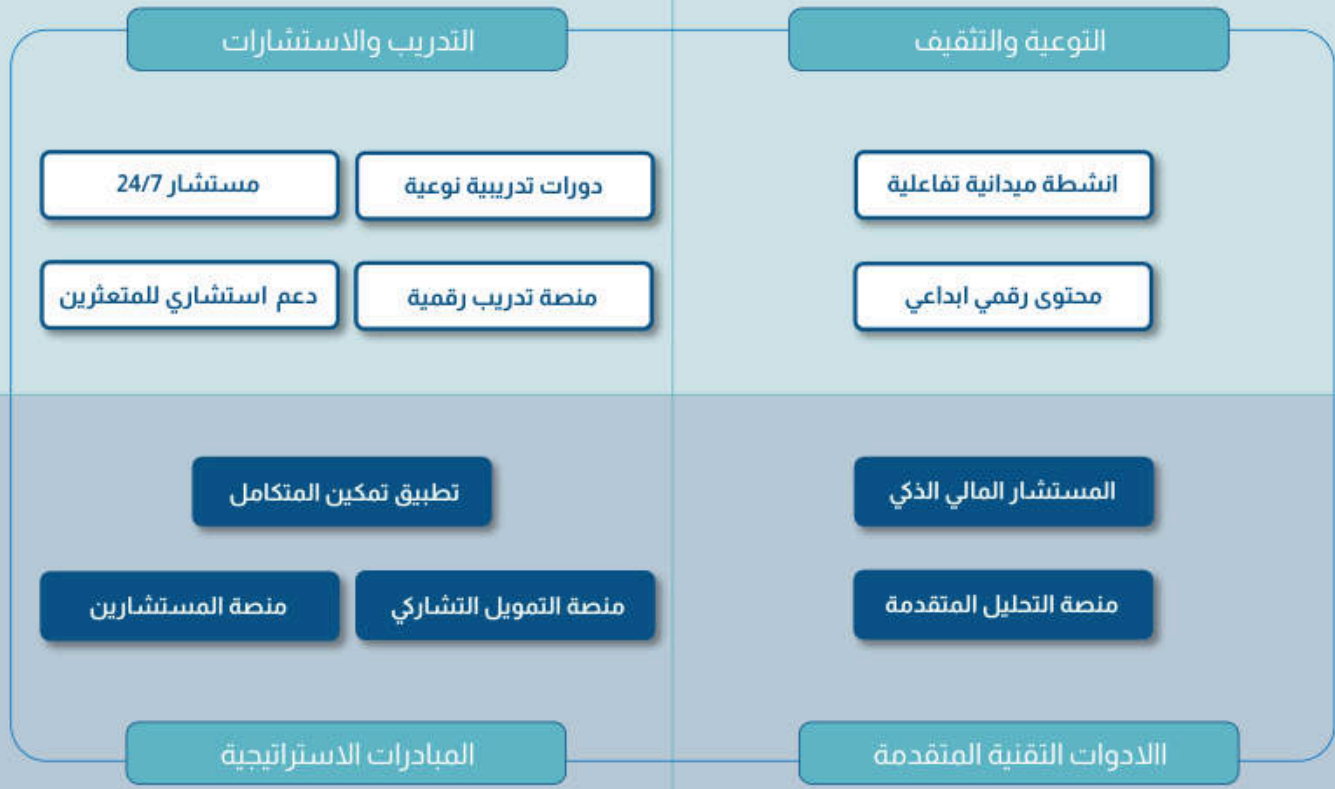 التوعية والتثقيف
انشطة ميدانية تفاعلية
محتوى رقمي ابداعي
التدريب والاستشارات
دورات تدريبية نوعية
مستشار 24/7
منصة تدريب رقمية
دعم استشاري للمتعثرين
المستشار المالي الذكي
منصة التحليل المتقدمة
االادوات التقنية المتقدمة
تطبيق تمكين المتكامل
منصة التمويل التشاركي
منصة المستشارين
المبادرات الاستراتيجية